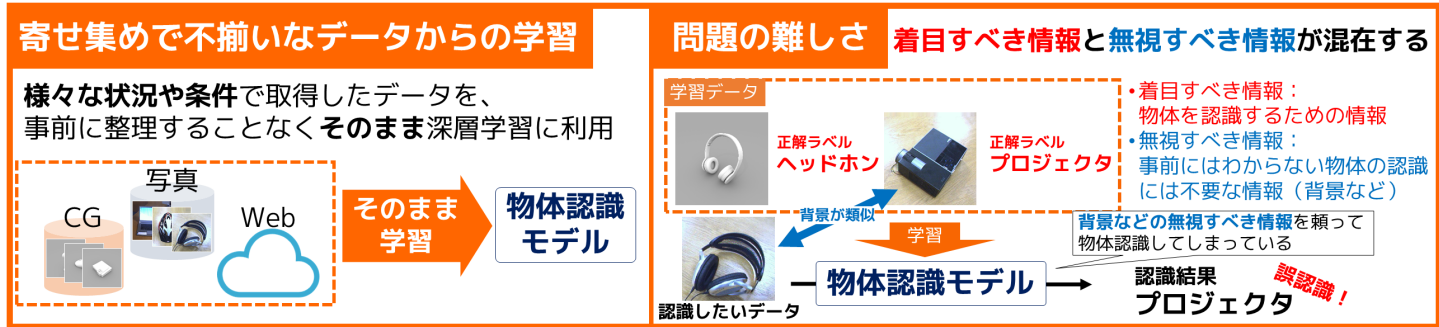 寄せ集めで不揃いなデータからの学習
様々な状況や条件で取得したデータを、
事前に整理することなくそのまま深層学習に利用
写真
CG
Web
そのまま
学習
物体認識
モデル
問題の難しさ
着目すべき情報と無視すべき情報が混在する
学習データ
正解ラベル
ヘッドホン
正解ラベル
プロジェクタ
•着目すべき情報：
物体を認識するための情報
•無視すべき情報：
事前にはわからない物体の認識
には不要な情報（背景など）
背景が類似
学習
背景などの無視すべき情報を頼って
物体認識してしまっている
認識したいデータ
物体認識モデル
認識結果
プロジェクタ
誤認識！